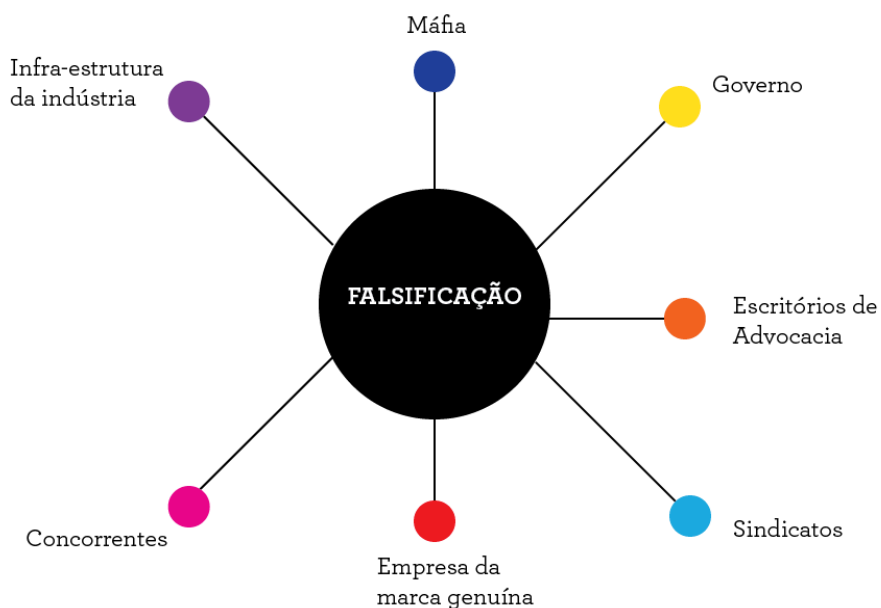 Máfia
Infra-estrutura
da indústria
Governo
FALSIFICAÇÃO
Escritórios de
Advocacia
Concorrentes
Sindicatos
Empresa da
marca genuína